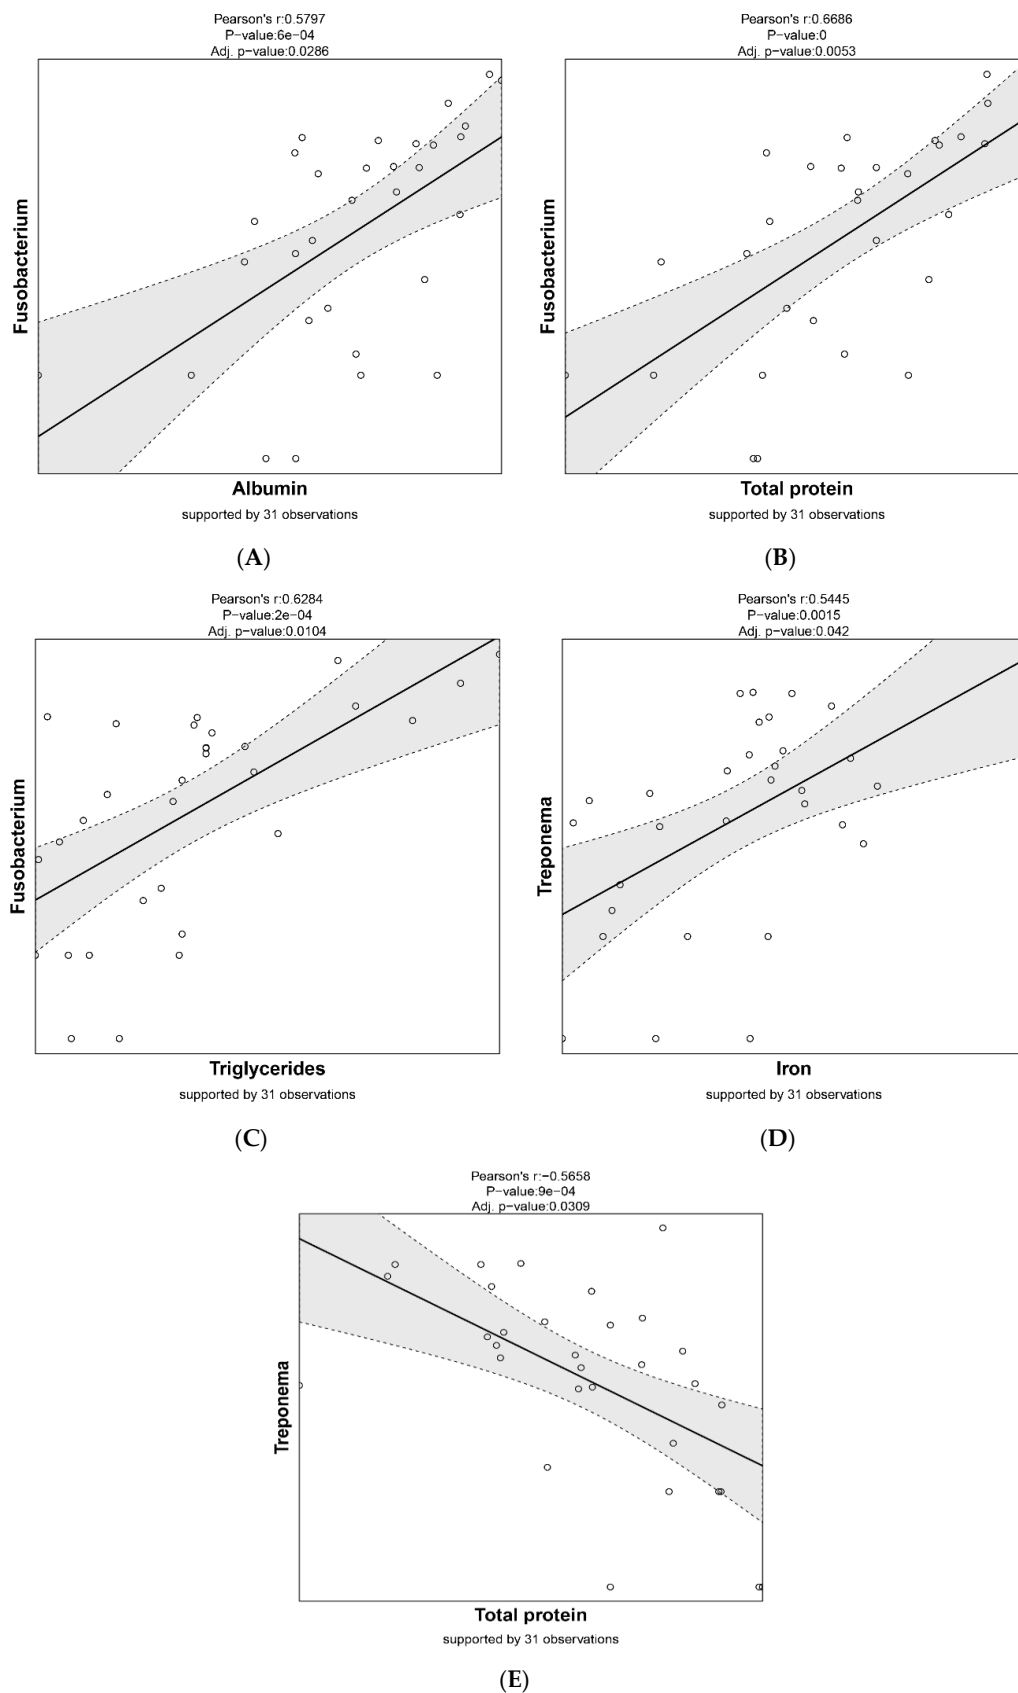 Pearson's r:0.5797
P−value:6e−04
Adj. p−value:0.0286
Fusobacterium
Albumin
supported by 31 observations
(A)
Pearson's r:0.6686
P−value:0
Adj. p−value:0.0053
Fusobacterium
Total protein
supported by 31 observations
(B)
Pearson's r:0.6284
P−value:2e−04
Adj. p−value:0.0104
Fusobacterium
Triglycerides
supported by 31 observations
(C)
Pearson's r:0.5445
P−value:0.0015
Adj. p−value:0.042
Treponema
Iron
supported by 31 observations
(D)
Pearson's r:−0.5658
P−value:9e−04
Adj. p−value:0.0309
Treponema
Total protein
supported by 31 observations
(E)